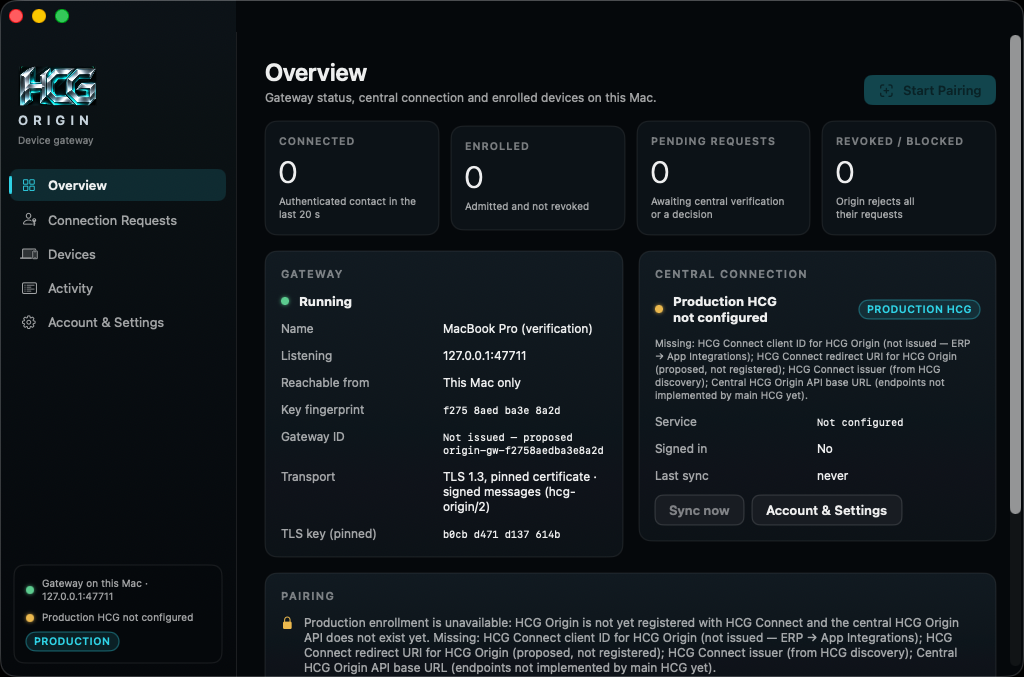 HCG
ORIGIN
Device gateway
Overview
Connection Requests
Devices
Activity
Account & Settings
Gateway on this Mac ·
127.0.0.1:47711
Production HCG not configured
PRODUCTION
Overview
Gateway status, central connection and enrolled devices on this Mac.
Start Pairing
CONNECTED
0
Authenticated contact in the
last 20 s
ENROLLED
0
Admitted and not revoked
PENDING REQUESTS
0
Awaiting central verification
or a decision
REVOKED / BLOCKED
0
Origin rejects all
their requests
GATEWAY
Running
Name MacBook Pro (verification)
Listening 127.0.0.1:47711
Reachable from This Mac only
Key fingerprint f275 8aed ba3e 8a2d
Gateway ID Not issued — proposed
origin-gw-f2758aedba3e8a2d
Transport TLS 1.3, pinned certificate ·
signed messages (hcg-
origin/2)
TLS key (pinned) b0cb d471 d137 614b
CENTRAL CONNECTION
Production HCG
not configured
PRODUCTION HCG
Missing: HCG Connect client ID for HCG Origin (not issued — ERP
→ App Integrations); HCG Connect redirect URI for HCG Origin
(proposed, not registered); HCG Connect issuer (from HCG
discovery); Central HCG Origin API base URL (endpoints not
implemented by main HCG yet).
Service Not configured
Signed in No
Last sync never
Sync now
Account & Settings
PAIRING
Production enrollment is unavailable: HCG Origin is not yet registered with HCG Connect and the central HCG Origin
API does not exist yet. Missing: HCG Connect client ID for HCG Origin (not issued — ERP → App Integrations); HCG
Connect redirect URI for HCG Origin (proposed, not registered); HCG Connect issuer (from HCG discovery); Central
HCG Origin API base URL (endpoints not implemented by main HCG yet).